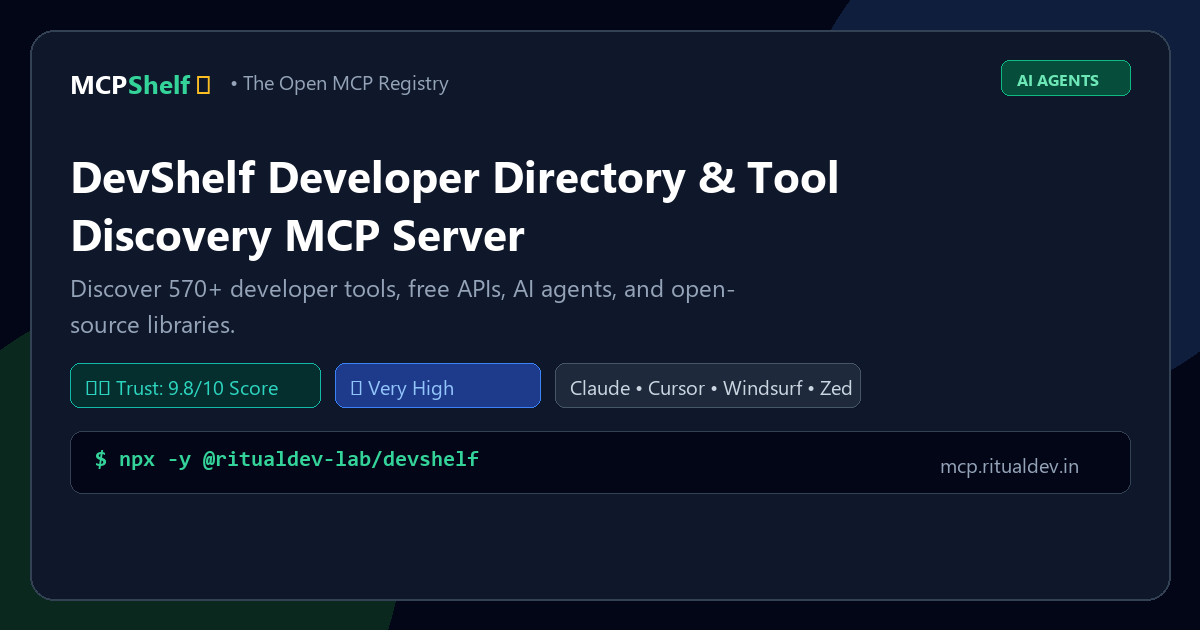 MCPShelf • The Open MCP Registry
AI AGENTS
DevShelf Developer Directory & Tool
Discovery MCP Server
Discover 570+ developer tools, free APIs, AI agents, and open-
source libraries.
Trust: 9.8/10 Score
Very High
Claude • Cursor • Windsurf • Zed
$ npx -y @ritualdev-lab/devshelf
mcp.ritualdev.in